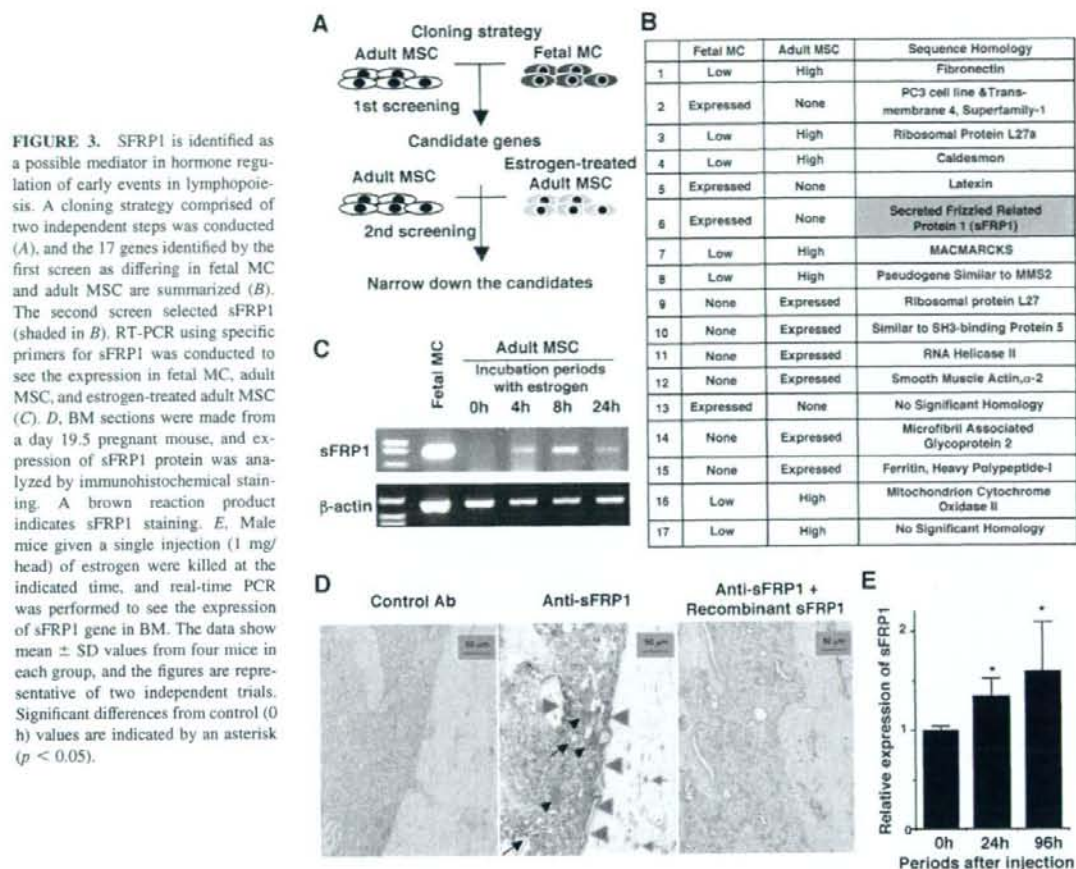 FIGURE 3. SFRP1 is identified as
a possible mediator in hormone regu-
lation of early events in lymphopoie-
sis. A cloning strategy comprised of
two independent steps was conducted
(A), and the 17 genes identified by the
first screen as differing in fetal MC
and adult MSC are summarized (B).
The second screen selected sFRP1
(shaded in B). RT-PCR using specific
primers for sFRP1 was conducted to
see the expression in fetal MC, adult
MSC, and estrogen-treated adult MSC
(C). D, BM sections were made from
a day 19.5 pregnant mouse, and ex-
pression of sFRP1 protein was ana-
lyzed by immunohistochemical stain-
ing. A brown reaction product
indicates sFRP1 staining. E, Male
mice given a single injection (1 mg/
head) of estrogen were killed at the
indicated time, and real-time PCR
was performed to see the expression
of sFRP1 gene in BM. The data show
mean ± SD values from four mice in
each group, and the figures are repre-
sentative of two independent trials.
Significant differences from control (0
h) values are indicated by an asterisk
(p < 0.05).
A
Cloning strategy
Adult MSC Fetal MC
1st screening
Candidate genes
Adult MSC Estrogen-treated
Adult MSC
2nd screening
Narrow down the candidates
B
Fetal MC Adult MSC Sequence Homology
1 Low High Fibronectin
2 Expressed None PC3 cell line &Trans-
membrane 4, Superfamily-1
3 Low High Ribosomal Protein L27a
4 Low High Caldesmon
5 Expressed None Latexin
6 Expressed None Secreted Frizzled Related
Protein 1 (sFRP1)
7 Low High MACMARCKS
8 Low High Pseudogene Similar to MMS2
9 None Expressed Ribosomal protein L27
10 None Expressed Similar to SH3-binding Protein 5
11 None Expressed RNA Helicase II
12 None Expressed Smooth Muscle Actin,α-2
13 Expressed None No Significant Homology
14 None Expressed Microfibril Associated
Glycoprotein 2
15 None Expressed Ferritin, Heavy Polypeptide-I
16 Low High Mitochondrion Cytochrome
Oxidase II
17 Low High No Significant Homology
C
Fetal MC
Adult MSC
Incubation periods
with estrogen
0h 4h 8h 24h
sFRP1
β-actin
D
Control Ab
50 μm
Anti-sFRP1
50 μm
Anti-sFRP1 +
Recombinant sFRP1
50 μm
E
Relative expression of sFRP1
2
1
0
* *
0h 24h 96h
Periods after injection